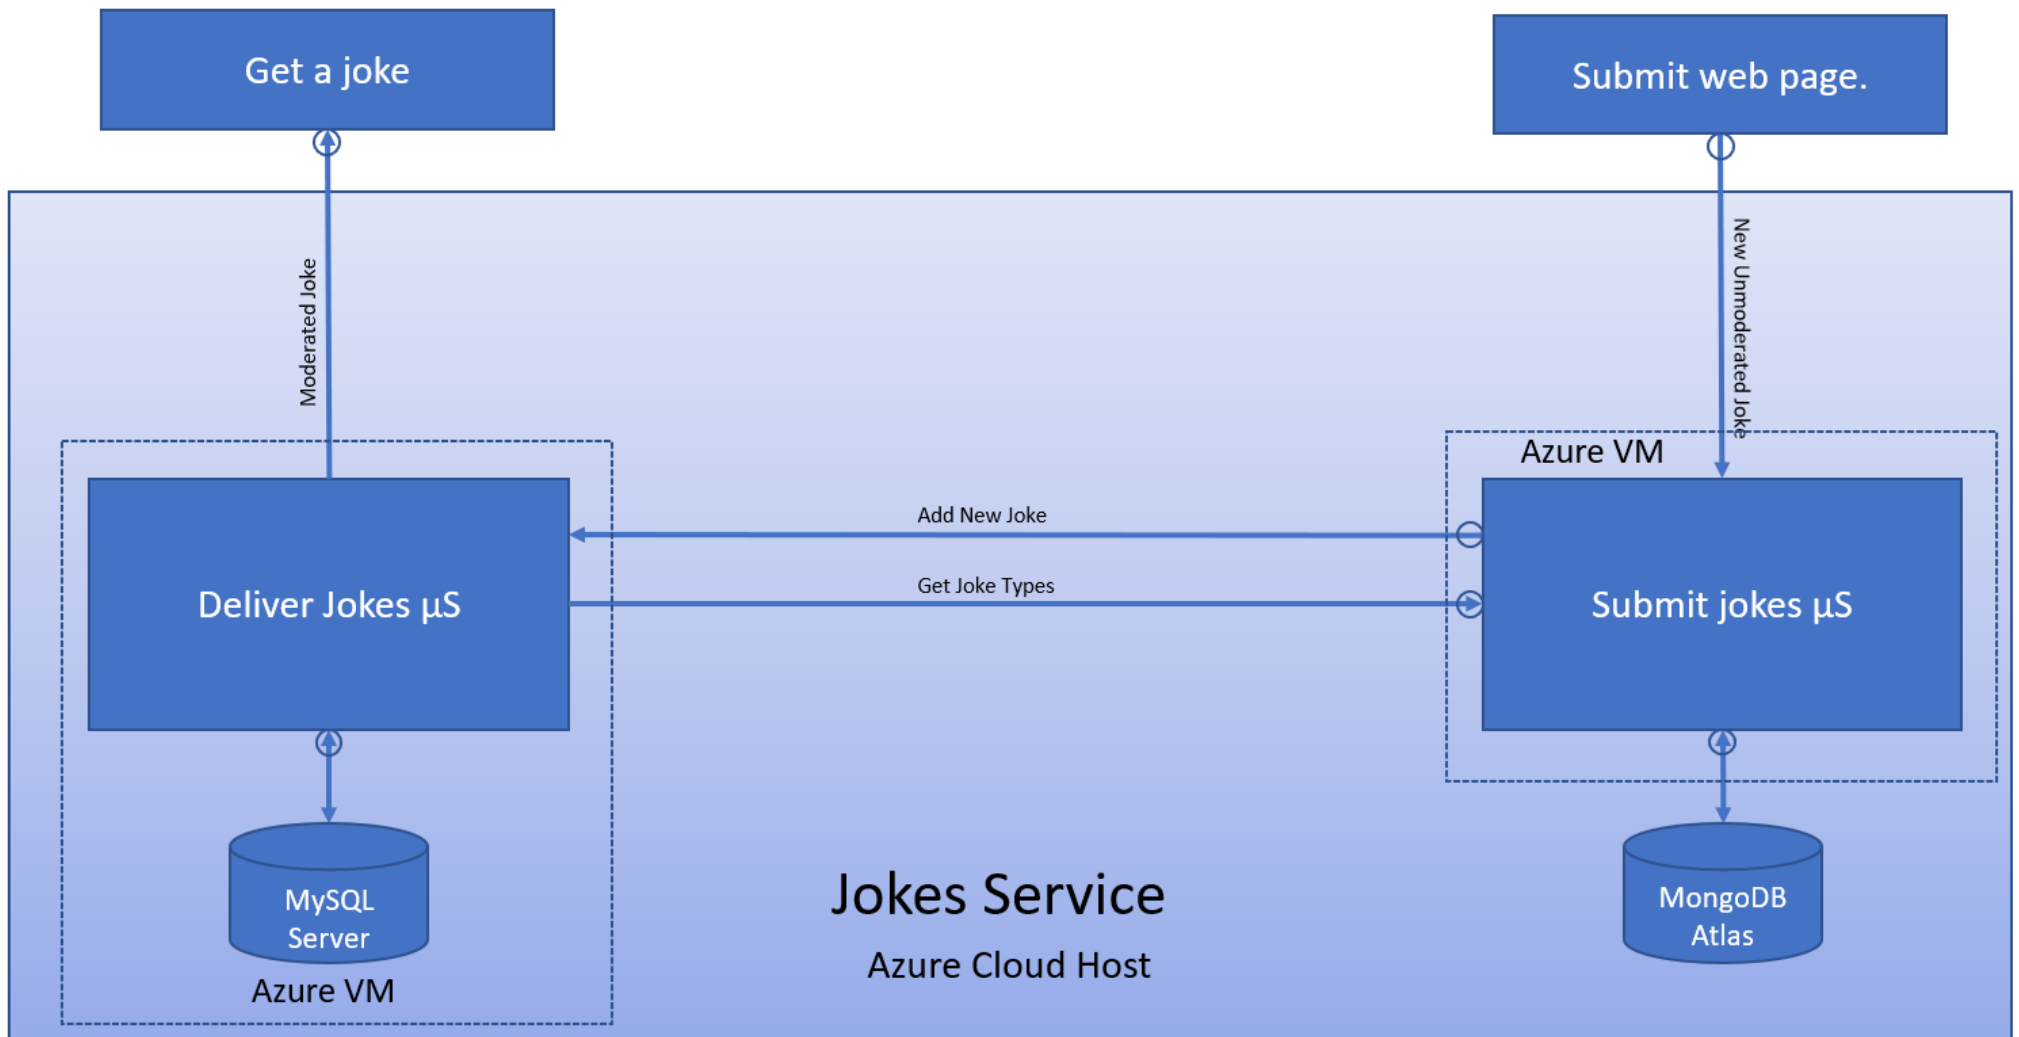 Get a joke
Submit web page.
Moderated Joke
New Unmoderated Joke
Azure VM
Add New Joke
Get Joke Types
Deliver Jokes µS
Submit jokes µS
MySQL
Server
Azure VM
Jokes Service
Azure Cloud Host
MongoDB
Atlas